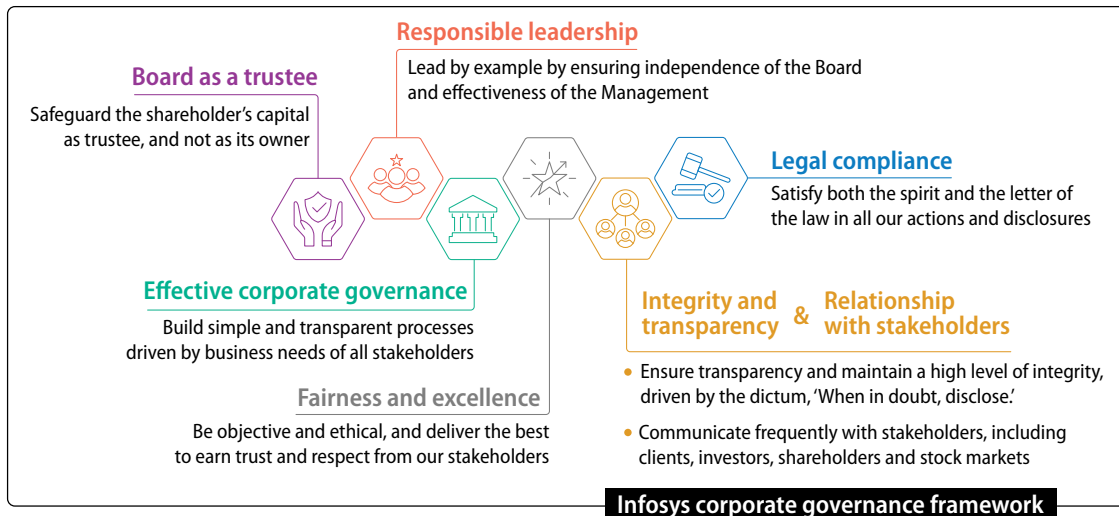 Responsible leadership
Lead by example by ensuring independence of the Board
and effectiveness of the Management
Board as a trustee
Safeguard the shareholder’s capital
as trustee, and not as its owner
Legal compliance
Satisfy both the spirit and the letter of
the law in all our actions and disclosures
Effective corporate governance
Build simple and transparent processes
driven by business needs of all stakeholders
Integrity and
transparency
&
Relationship
with stakeholders
• Ensure transparency and maintain a high level of integrity,
driven by the dictum, ‘When in doubt, disclose.’
• Communicate frequently with stakeholders, including
clients, investors, shareholders and stock markets
Fairness and excellence
Be objective and ethical, and deliver the best
to earn trust and respect from our stakeholders
Infosys corporate governance framework